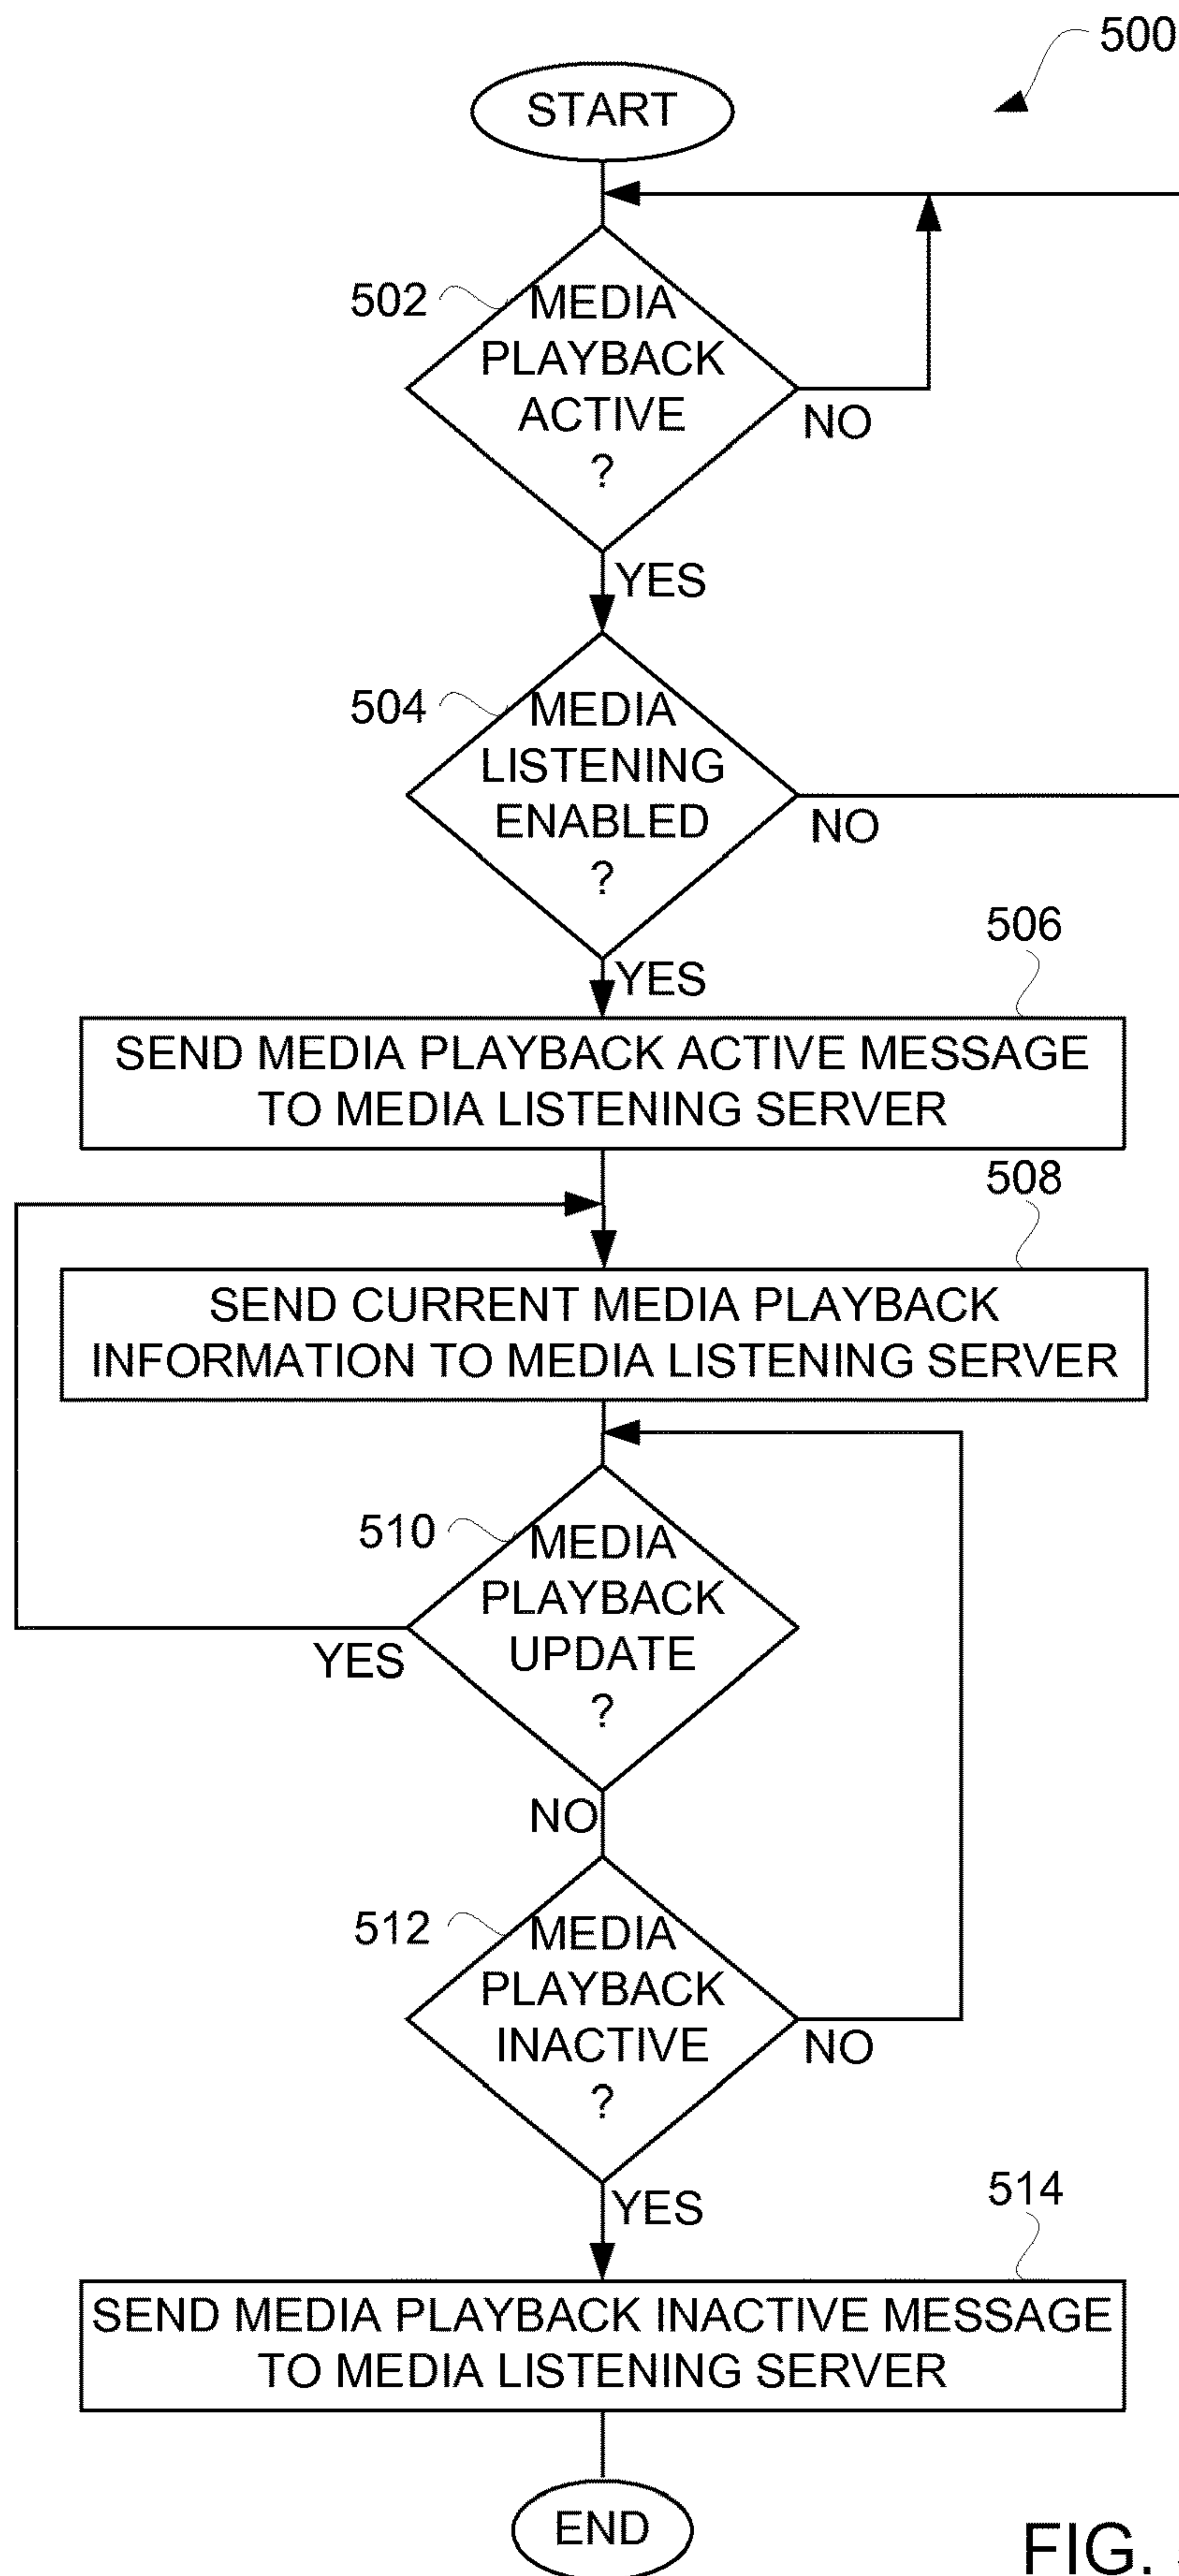 500
START
502
MEDIA
PLAYBACK
ACTIVE
?
NO
YES
504
MEDIA
LISTENING
ENABLED
?
NO
YES
506
SEND MEDIA PLAYBACK ACTIVE MESSAGE
TO MEDIA LISTENING SERVER
508
SEND CURRENT MEDIA PLAYBACK
INFORMATION TO MEDIA LISTENING SERVER
510
MEDIA
PLAYBACK
UPDATE
?
YES
NO
512
MEDIA
PLAYBACK
INACTIVE
?
NO
YES
514
SEND MEDIA PLAYBACK INACTIVE MESSAGE
TO MEDIA LISTENING SERVER
END
FIG.